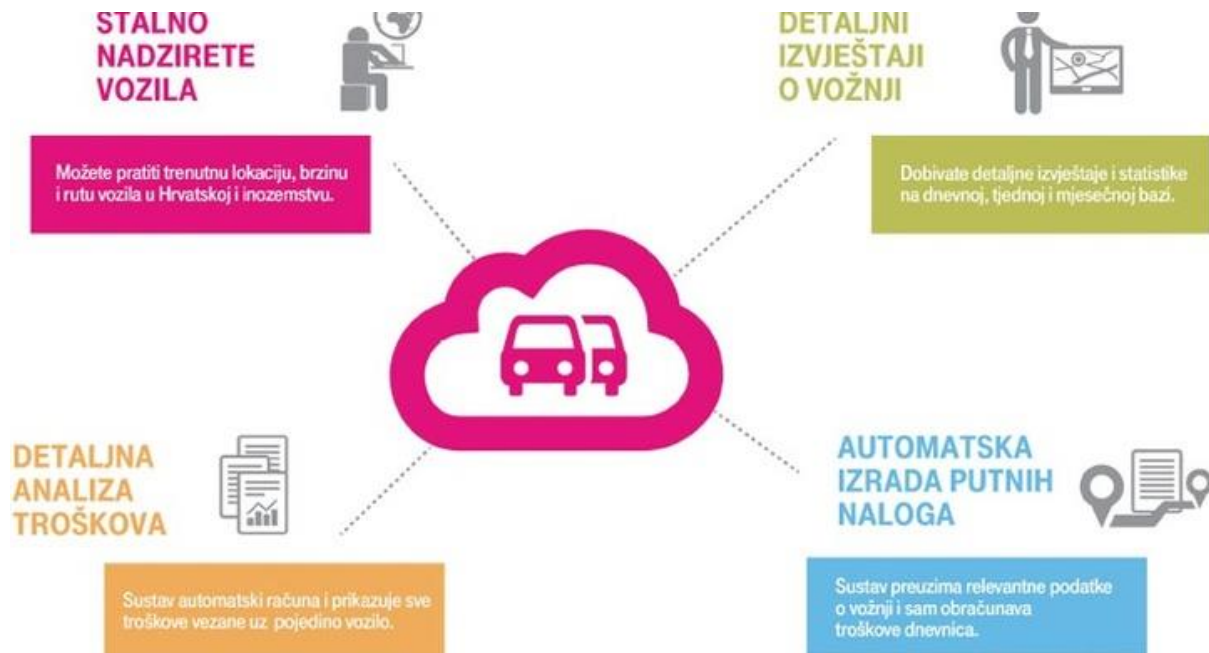 STALNO
NADZIRETE
VOZILA
Možete pratiti trenutnu lokaciju, brzinu
i rutu vozila u Hrvatskoj i inozemstvu.
DETALJNI
IZVJEŠTAJI
O VOŽNJI
Dobivate detaljne izvještaje i statistike
na dnevnoj, tjednoj i mjesečnoj bazi.
DETALJNA
ANALIZA
TROŠKOVA
Sustav automatski računa i prikazuje sve
troškove vezane uz pojedino vozilo.
AUTOMATSKA
IZRADA PUTNIH
NALOGA
Sustav preuzima relevantne podatke
o vožnji i sam obračunava
troškove dnevnica.